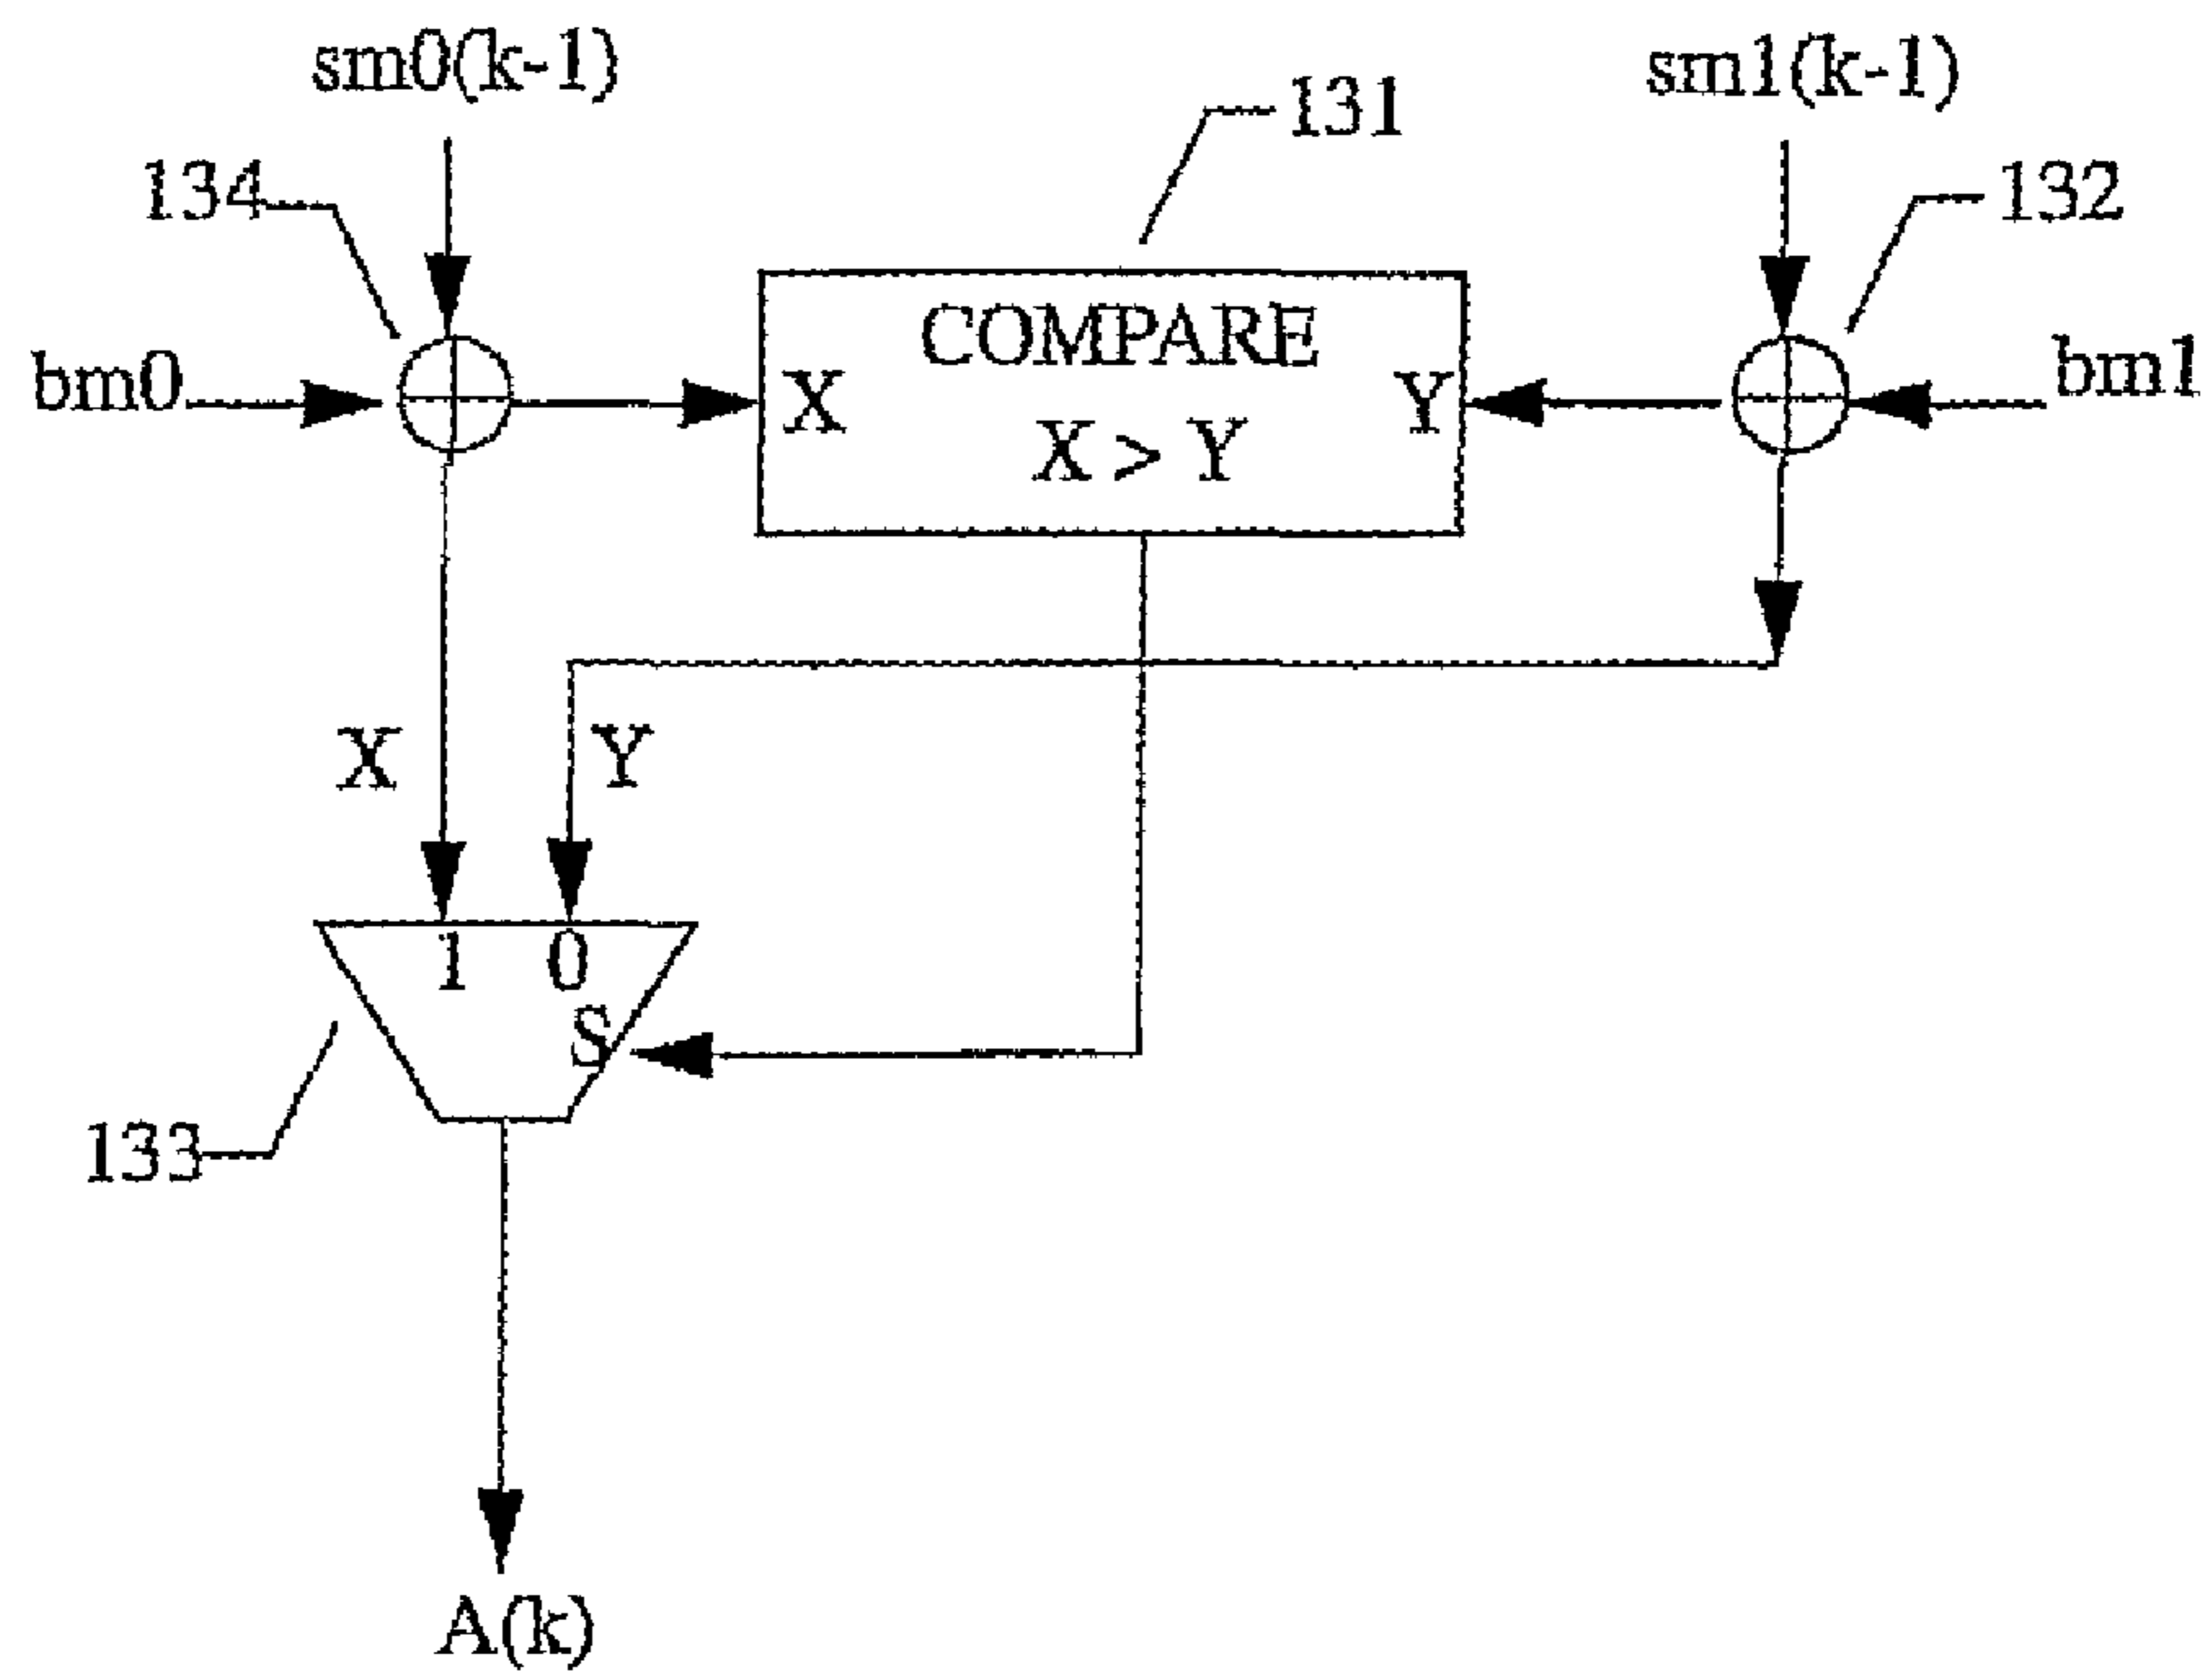 sm0(k-1)
sm1(k-1)
131
134
132
COMPARE
bm0
X
Y
bm1
X > Y
X
Y
1 0
S
133
A(k)